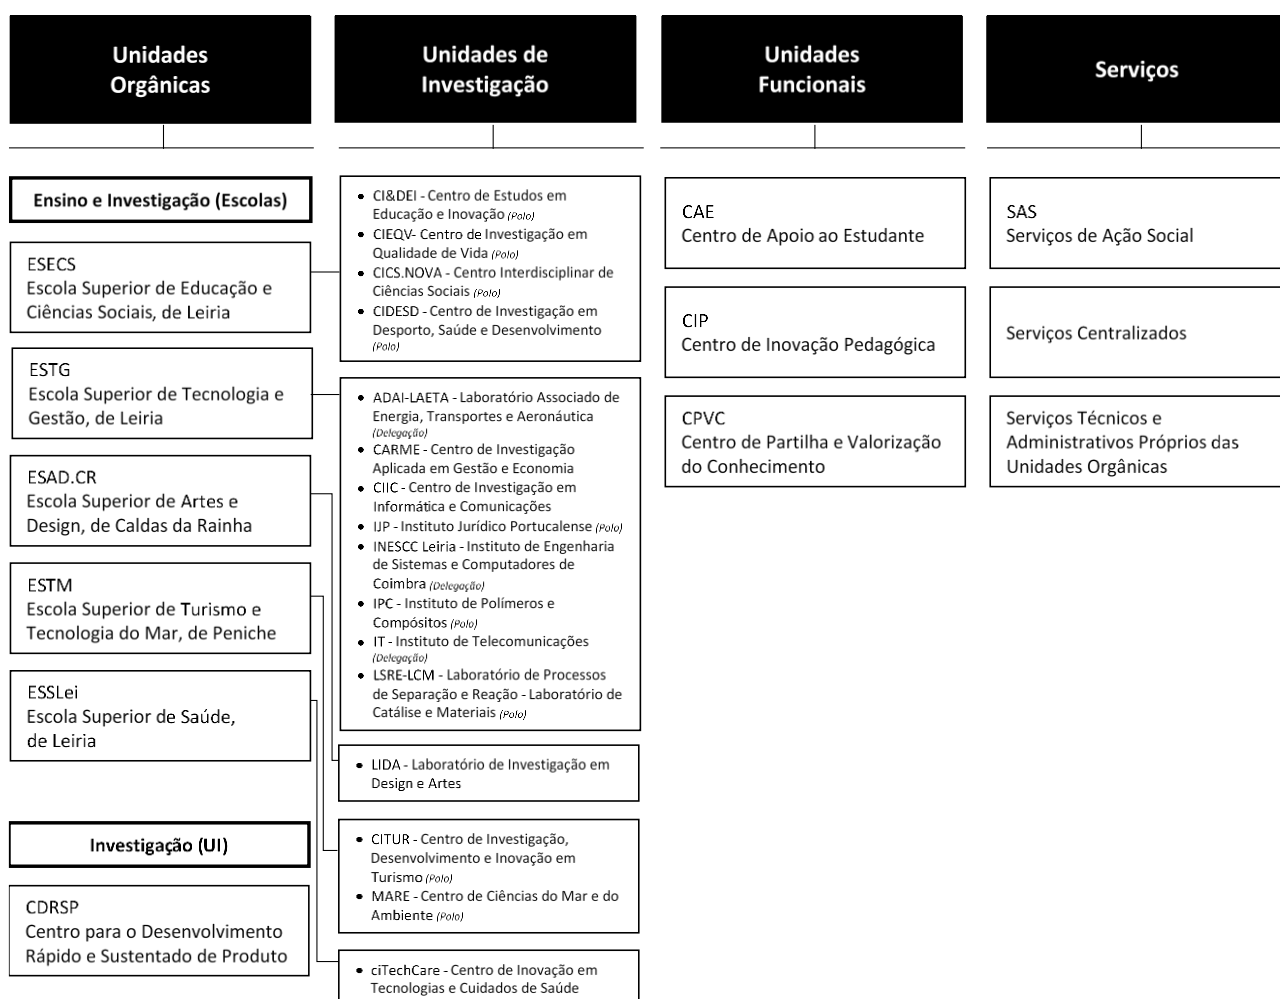 Unidades
Orgânicas
Ensino e Investigação (Escolas)
ESECS
Escola Superior de Educação e
Ciências Sociais, de Leiria
ESTG
Escola Superior de Tecnologia e
Gestão, de Leiria
ESAD.CR
Escola Superior de Artes e
Design, de Caldas da Rainha
ESTM
Escola Superior de Turismo e
Tecnologia do Mar, de Peniche
ESSLei
Escola Superior de Saúde,
de Leiria
Investigação (UI)
CDRSP
Centro para o Desenvolvimento
Rápido e Sustentado de Produto
Unidades de
Investigação
• CI&DEI - Centro de Estudos em
Educação e Inovação (Polo)
• CIEQV- Centro de Investigação em
Qualidade de Vida (Polo)
• CICS.NOVA - Centro Interdisciplinar de
Ciências Sociais (Polo)
• CIDESD - Centro de Investigação em
Desporto, Saúde e Desenvolvimento
(Polo)
• ADAI-LAETA - Laboratório Associado de
Energia, Transportes e Aeronáutica
(Delegação)
• CARME - Centro de Investigação
Aplicada em Gestão e Economia
• CIIC - Centro de Investigação em
Informática e Comunicações
• IJP - Instituto Jurídico Portucalense (Polo)
• INESCC Leiria - Instituto de Engenharia
de Sistemas e Computadores de
Coimbra (Delegação)
• IPC - Instituto de Polímeros e
Compósitos (Polo)
• IT - Instituto de Telecomunicações
(Delegação)
• LSRE-LCM - Laboratório de Processos
de Separação e Reação - Laboratório de
Catálise e Materiais (Polo)
• LIDA - Laboratório de Investigação em
Design e Artes
• CITUR - Centro de Investigação,
Desenvolvimento e Inovação em
Turismo (Polo)
• MARE - Centro de Ciências do Mar e do
Ambiente (Polo)
• ciTechCare - Centro de Inovação em
Tecnologias e Cuidados de Saúde
Unidades
Funcionais
CAE
Centro de Apoio ao Estudante
CIP
Centro de Inovação Pedagógica
CPVC
Centro de Partilha e Valorização
do Conhecimento
Serviços
SAS
Serviços de Ação Social
Serviços Centralizados
Serviços Técnicos e
Administrativos Próprios das
Unidades Orgânicas